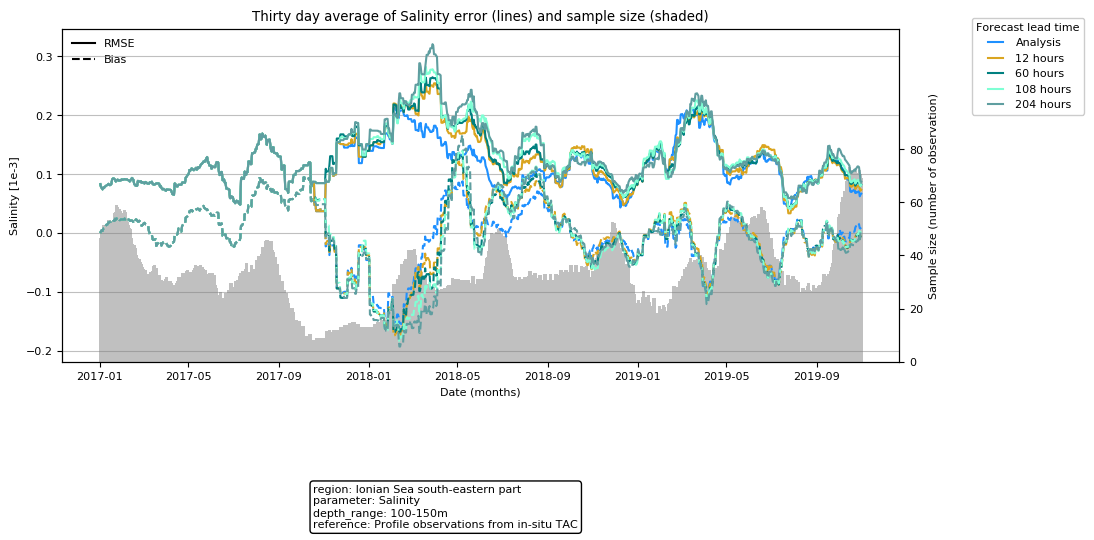 Thirty day average of Salinity error (lines) and sample size (shaded)
RMSE
Bias
Forecast lead time
Analysis
12 hours
60 hours
108 hours
204 hours
Salinity [1e-3]
0.3
0.2
0.1
0.0
−0.1
−0.2
Sample size (number of observation)
80
60
40
20
0
2017-01
2017-05
2017-09
2018-01
2018-05
2018-09
2019-01
2019-05
2019-09
Date (months)
region: Ionian Sea south-eastern part
parameter: Salinity
depth_range: 100-150m
reference: Profile observations from in-situ TAC